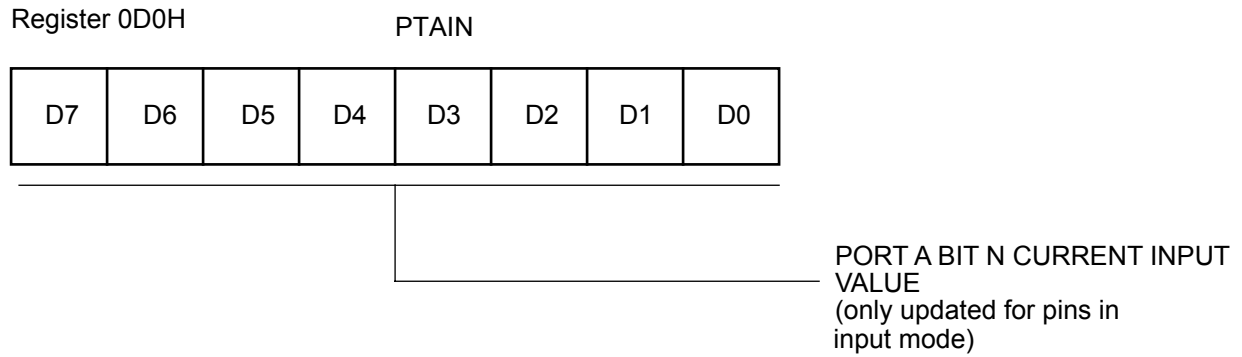 Register 0D0H PTAIN
D7 D6 D5 D4 D3 D2 D1 D0
PORT A BIT N CURRENT INPUT
VALUE
(only updated for pins in
input mode)